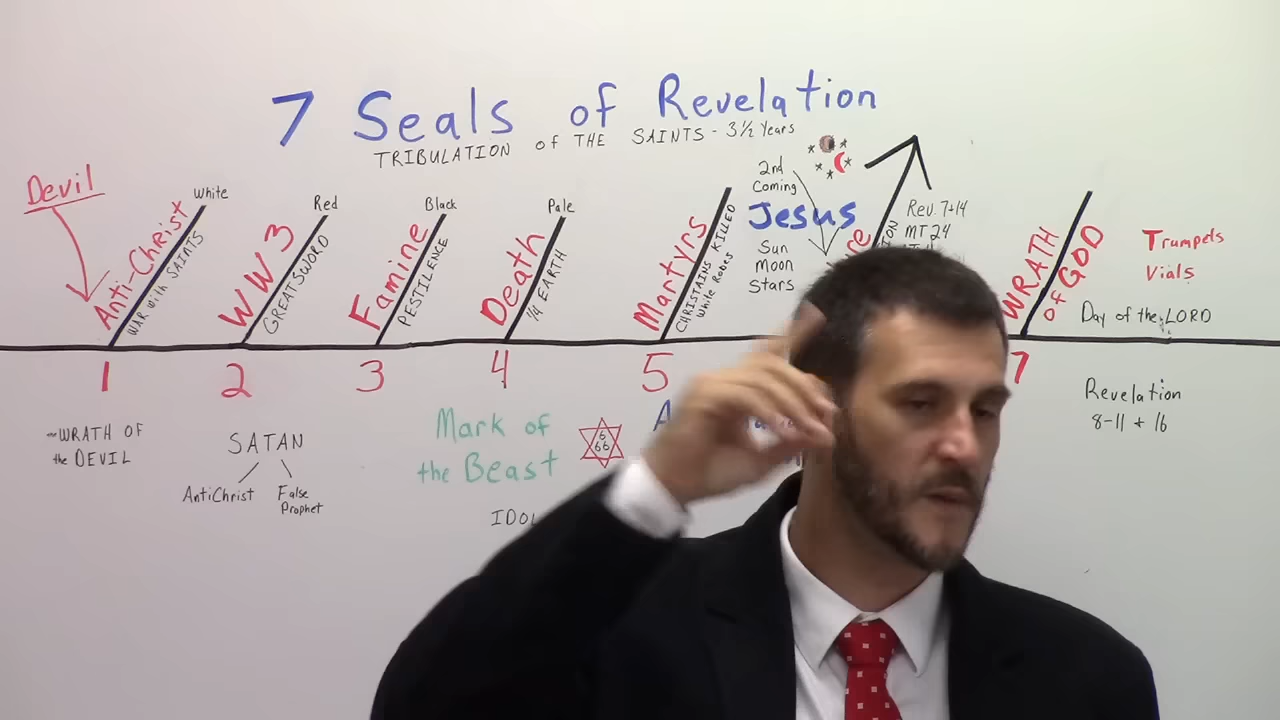 7 Seals of Revelation
TRIBULATION of THE SAINTS - 3½ Years
Devil
Anti-Christ
White
WAR with SAINTS
WW3
Red
GREAT SWORD
Famine
Black
PESTILENCE
Death
Pale
¼ EARTH
Martyrs
CHRISTAINS KILLED
White Robes
2nd
Coming
Jesus
Sun
Moon
Stars
Rev. 7+14
MT 24
WRATH
of GOD
Trumpets
Vials
Day of the LORD
1
2
3
4
5
7
WRATH OF
the DEVIL
SATAN
AntiChrist
False
Prophet
Mark of
the Beast
6
66
Revelation
8-11 + 16